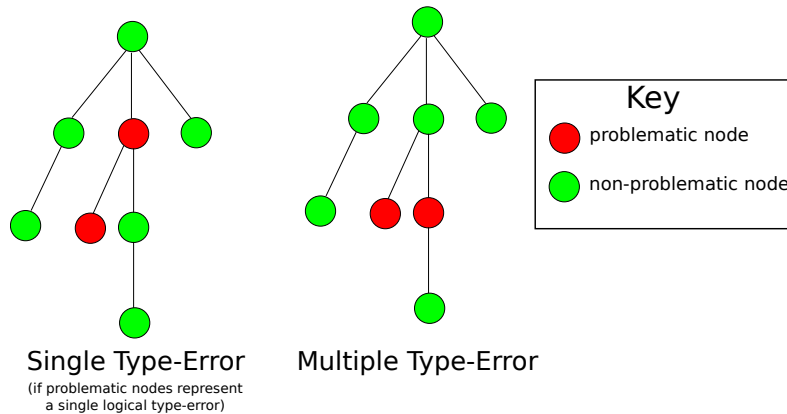 Key
problematic node
non-problematic node
Single Type-Error
(if problematic nodes represent
a single logical type-error)
Multiple Type-Error